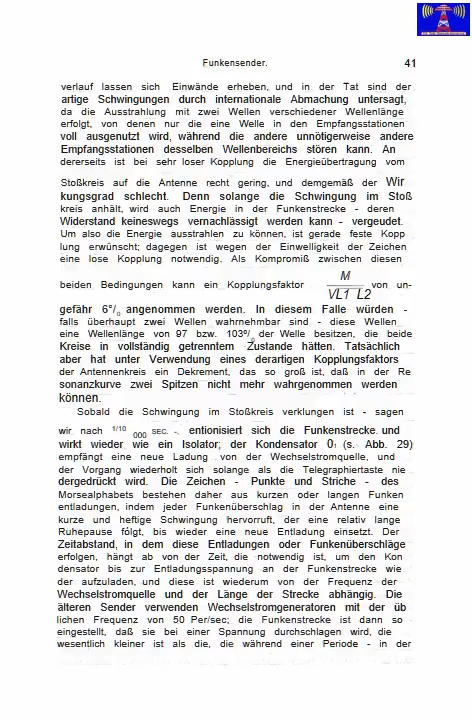 Funkensender. 41
verlauf lassen sich Einwände erheben, und in der Tat sind der
artige Schwingungen durch internationale Abmachung untersagt,
da die Ausstrahlung mit zwei Wellen verschiedener Wellenlänge
erfolgt, von denen nur die eine Welle in den Empfangsstationen
voll ausgenutzt wird, während die andere unnötigerweise andere
Empfangsstationen desselben Wellenbereichs stören kann. An
dererseits ist bei sehr loser Kopplung die Energieübertragung vom
Stoßkreis auf die Antenne recht gering, und demgemäß der Wir
kungsgrad schlecht. Denn solange die Schwingung im Stoß
kreis anhält, wird auch Energie in der Funkenstrecke - deren
Widerstand keineswegs vernachlässigt werden kann - vergeudet.
Um also die Energie ausstrahlen zu können, ist gerade feste Kopp
lung erwünscht; dagegen ist wegen der Einwelligkeit der Zeichen
eine lose Kopplung notwendig. Als Kompromiß zwischen diesen
beiden Bedingungen kann ein Kopplungsfaktor M / VL1 L2 von un-
gefähr 6°/₀ angenommen werden. In diesem Falle würden -
falls überhaupt zwei Wellen wahrnehmbar sind - diese Wellen
eine Wellenlänge von 97 bzw. 103⁰/₀ der Welle besitzen, die beide
Kreise in vollständig getrenntem Zustande hätten. Tatsächlich
aber hat unter Verwendung eines derartigen Kopplungsfaktors
der Antennenkreis ein Dekrement, das so groß ist, daß in der Re
sonanzkurve zwei Spitzen nicht mehr wahrgenommen werden
können.
Sobald die Schwingung im Stoßkreis verklungen ist - sagen
wir nach 1/10 000 SEC. -, entionisiert sich die Funkenstrecke und
wirkt wieder wie ein Isolator; der Kondensator 0₁ (s. Abb. 29)
empfängt eine neue Ladung von der Wechselstromquelle, und
der Vorgang wiederholt sich solange als die Telegraphiertaste nie
dergedrückt wird. Die Zeichen - Punkte und Striche - des
Morsealphabets bestehen daher aus kurzen oder langen Funken
entladungen, indem jeder Funkenüberschlag in der Antenne eine
kurze und heftige Schwingung hervorruft, der eine relativ lange
Ruhepause fólgt, bis wieder eine neue Entladung einsetzt. Der
Zeitabstand, in dem diese Entladungen oder Funkenüberschläge
erfolgen, hängt ab von der Zeit, die notwendig ist, um den Kon
densator bis zur Entladungsspannung an der Funkenstrecke wie
der aufzuladen, und diese ist wiederum von der Frequenz der
Wechselstromquelle und der Länge der Strecke abhängig. Die
älteren Sender verwenden Wechselstromgeneratoren mit der üb
lichen Frequenz von 50 Per/sec; die Funkenstrecke ist dann so
eingestellt, daß sie bei einer Spannung durchschlagen wird, die
wesentlich kleiner ist als die, die während einer Periode - in der